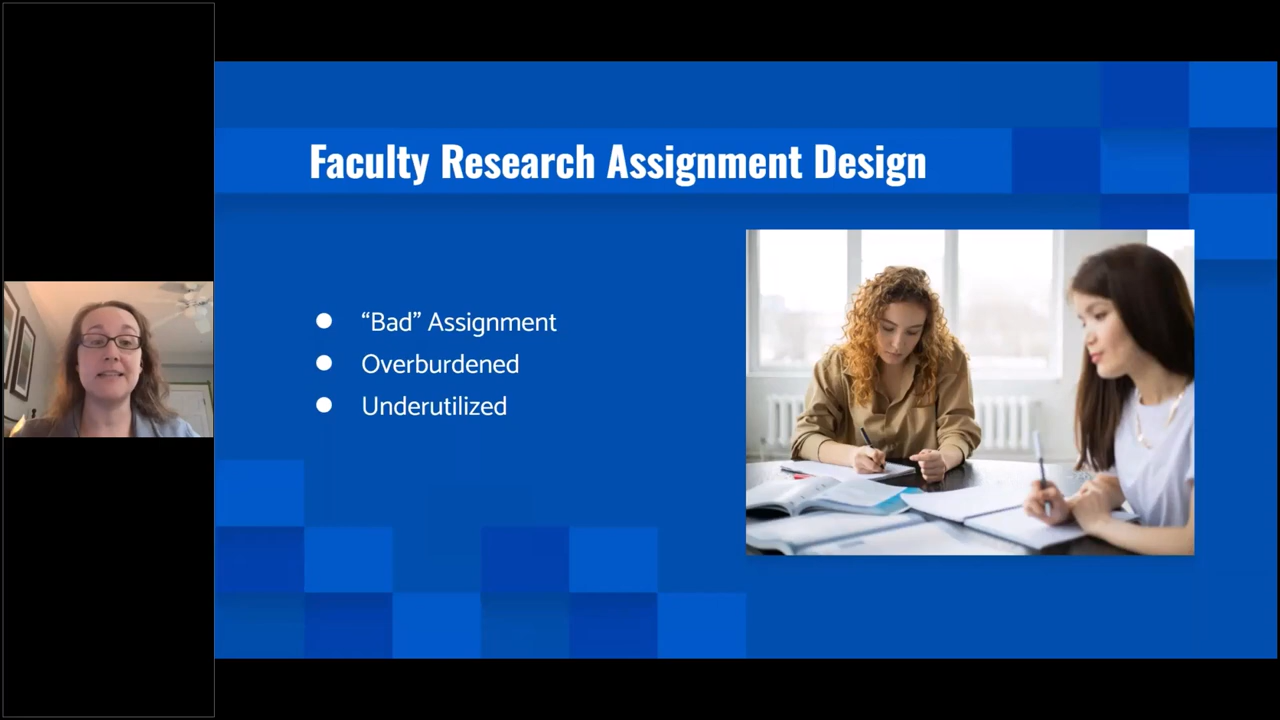 Faculty Research Assignment Design
“Bad” Assignment
Overburdened
Underutilized